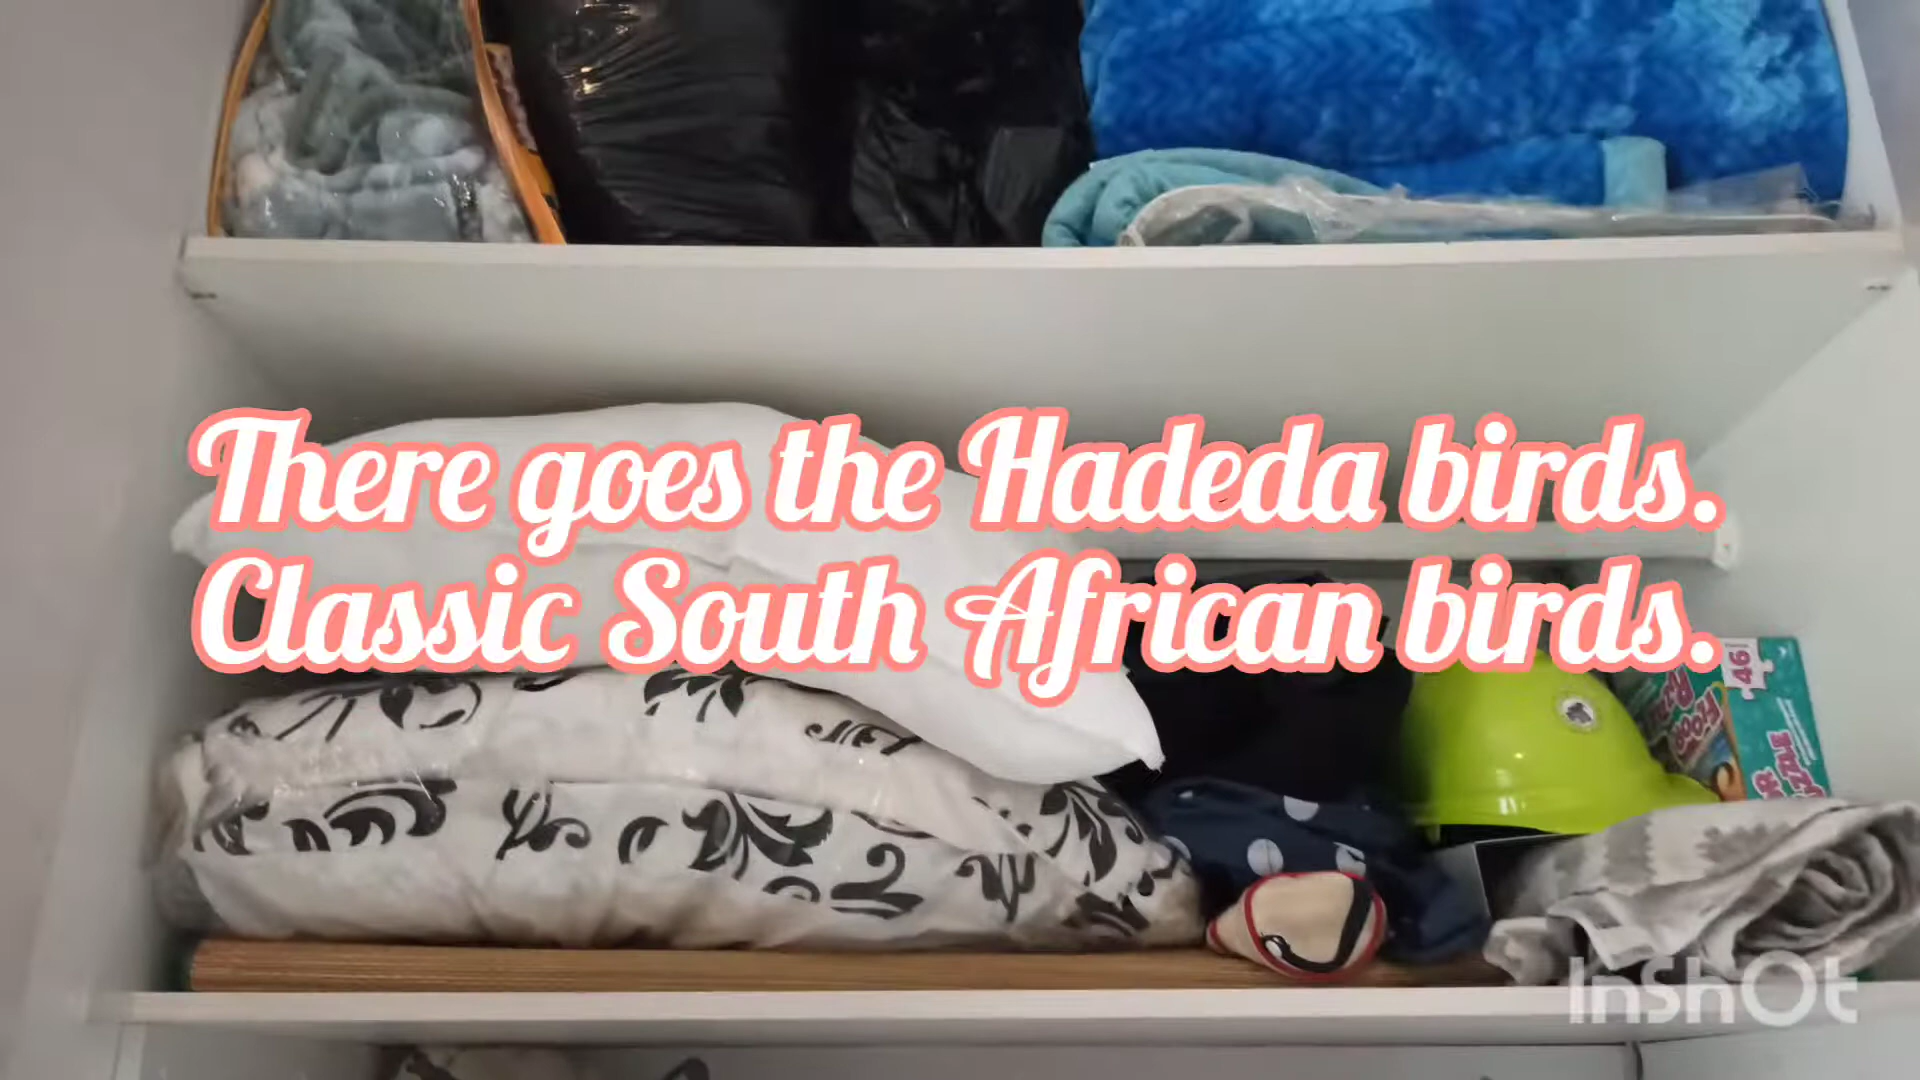 There goes the Hadeda birds.
Classic South African birds.
46
InShOt